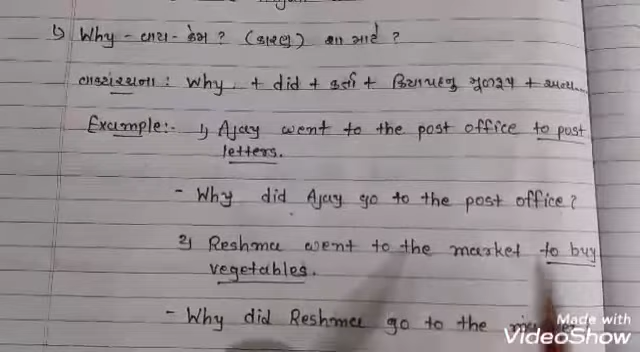 5) Why - વાય - કેમ ? (કારણ) શા માટે ?
વાક્યરચના : Why + did + કર્તા + ક્રિયાપદનું મૂળરૂપ + અન્ય...
Example:- 1) Ajay went to the post office to post
letters.
- Why did Ajay go to the post office?
2) Reshma went to the market to buy
vegetables.
- Why did Reshma go to the
Made with
VideoShow